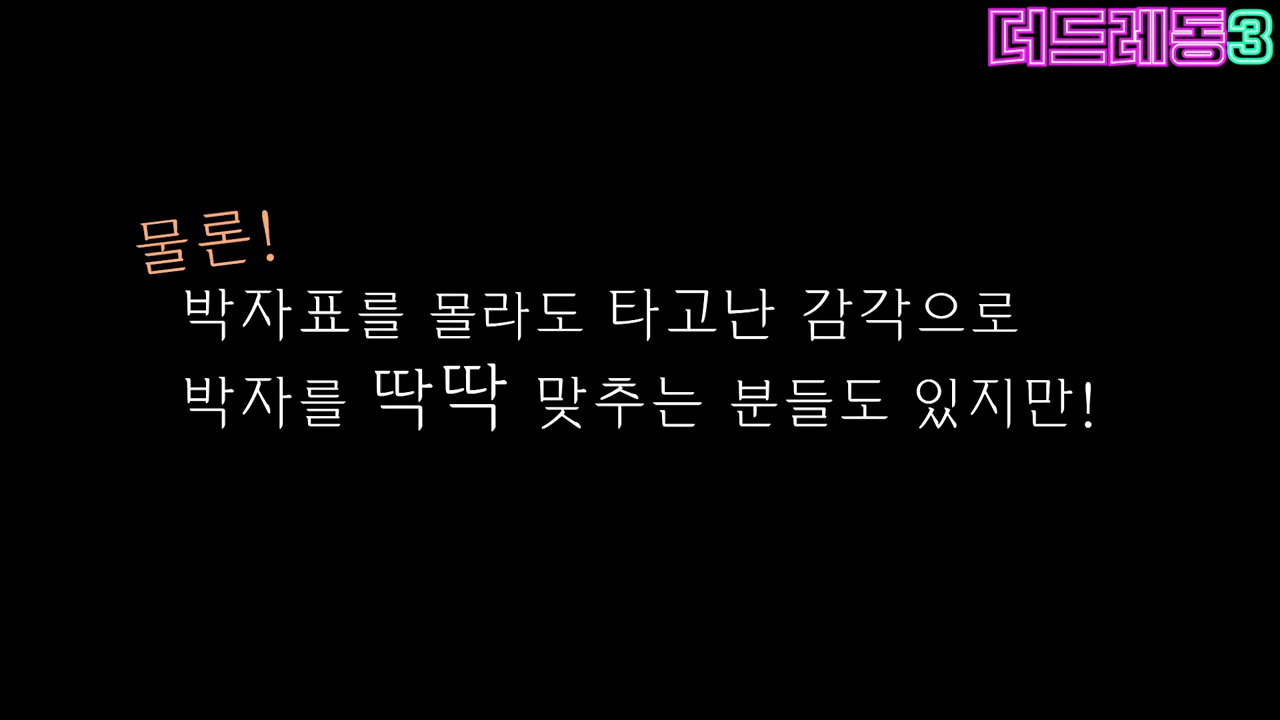 더드레동3
물론!
박자표를 몰라도 타고난 감각으로
박자를 딱딱 맞추는 분들도 있지만!